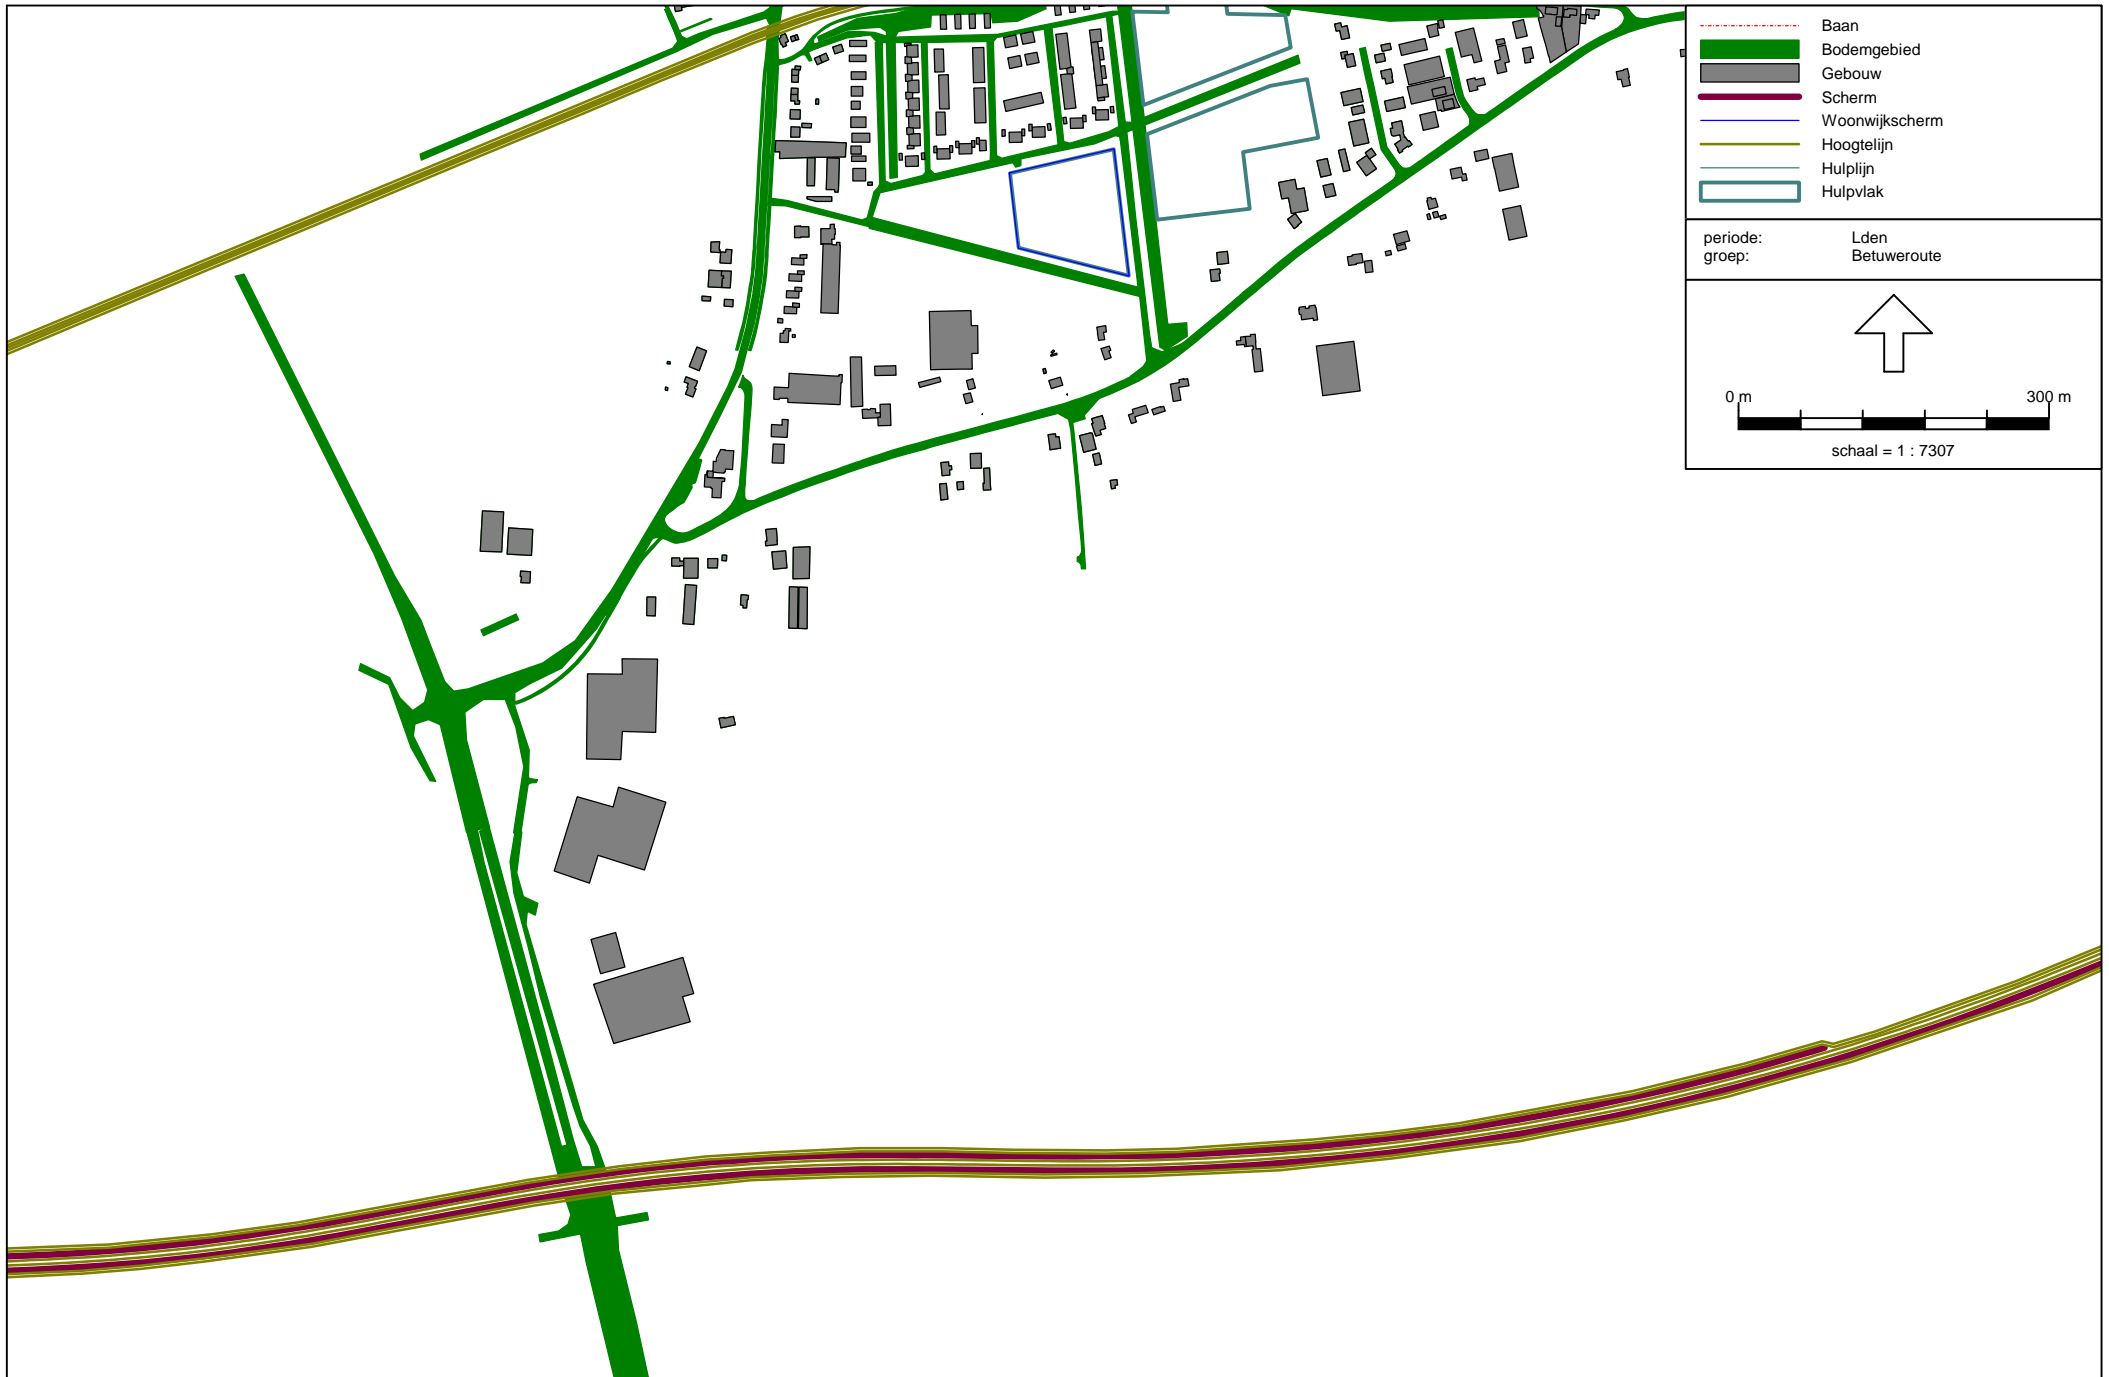 Baan
Bodemgebied
Gebouw
Scherm
Woonwijkscherm
Hoogtelijn
Hulplijn
Hulpvlak
periode: Lden
groep: Betuweroute
0 m 300 m
schaal = 1 : 7307